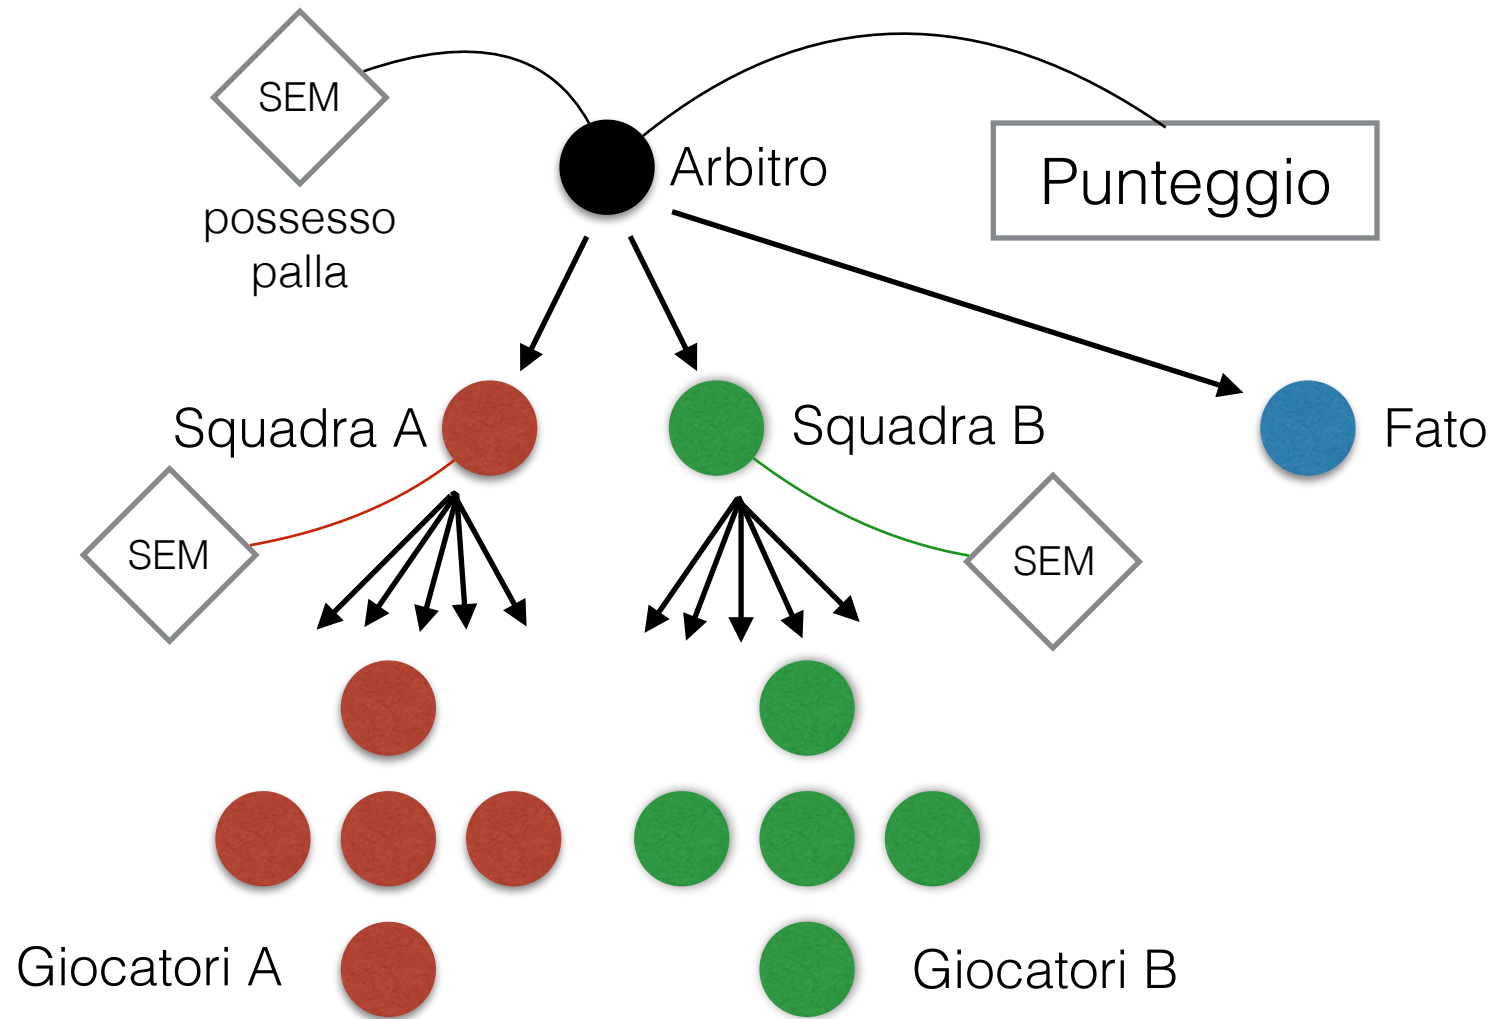 SEM
possesso
palla
Arbitro
Punteggio
Squadra A
Squadra B
Fato
SEM
SEM
Giocatori A
Giocatori B